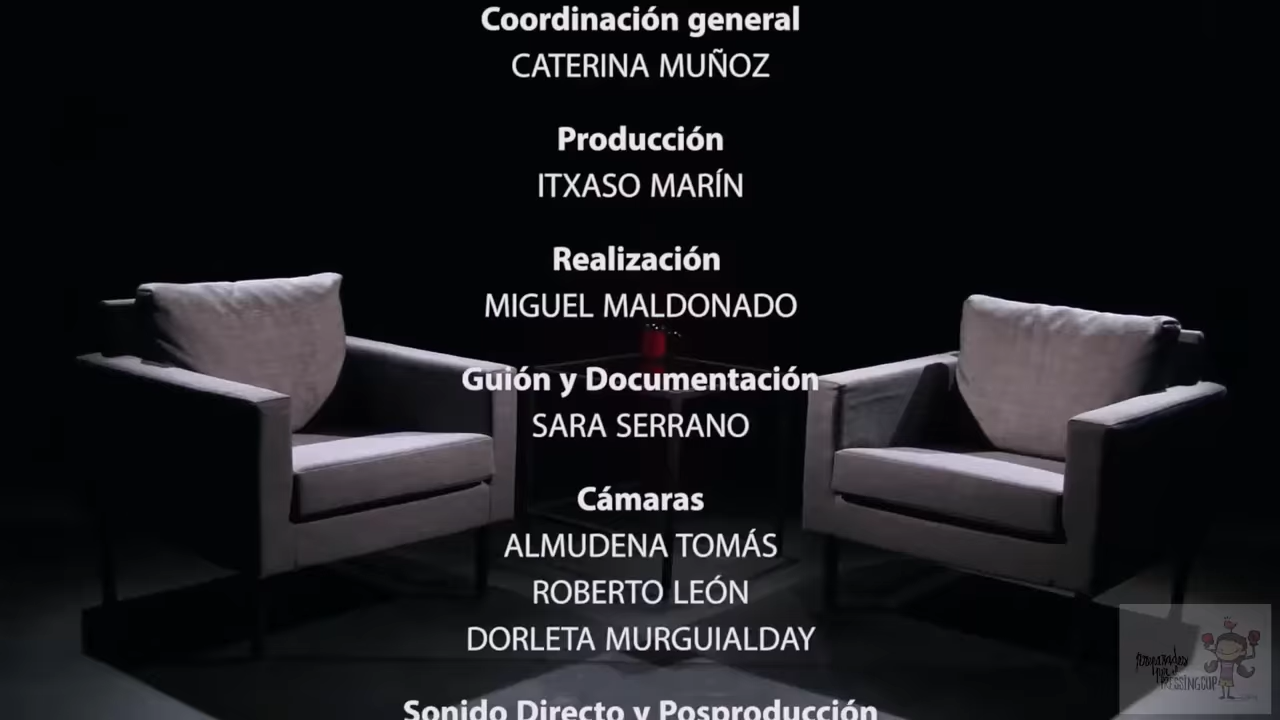 Coordinación general
CATERINA MUÑOZ
Producción
ITXASO MARÍN
Realización
MIGUEL MALDONADO
Guión y Documentación
SARA SERRANO
Cámaras
ALMUDENA TOMÁS
ROBERTO LEÓN
DORLETA MURGUIALDAY
Sonido Directo y Posproducción